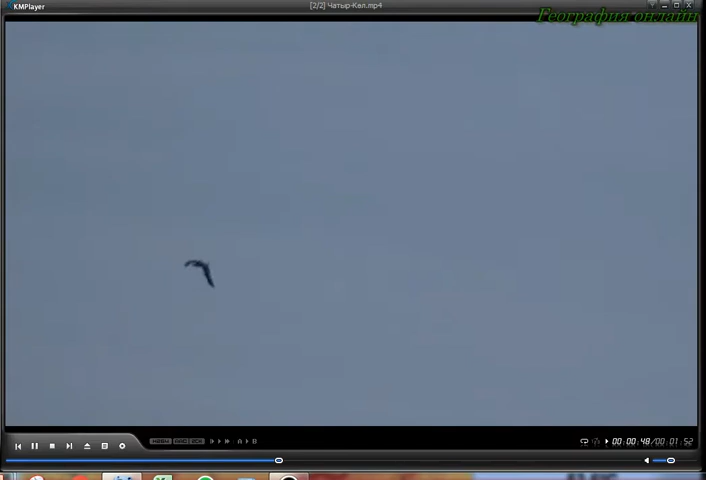 KMPlayer
[2/2] Чатыр-Көл.mp4
География онлайн
A B
00:00:48/00:01:52